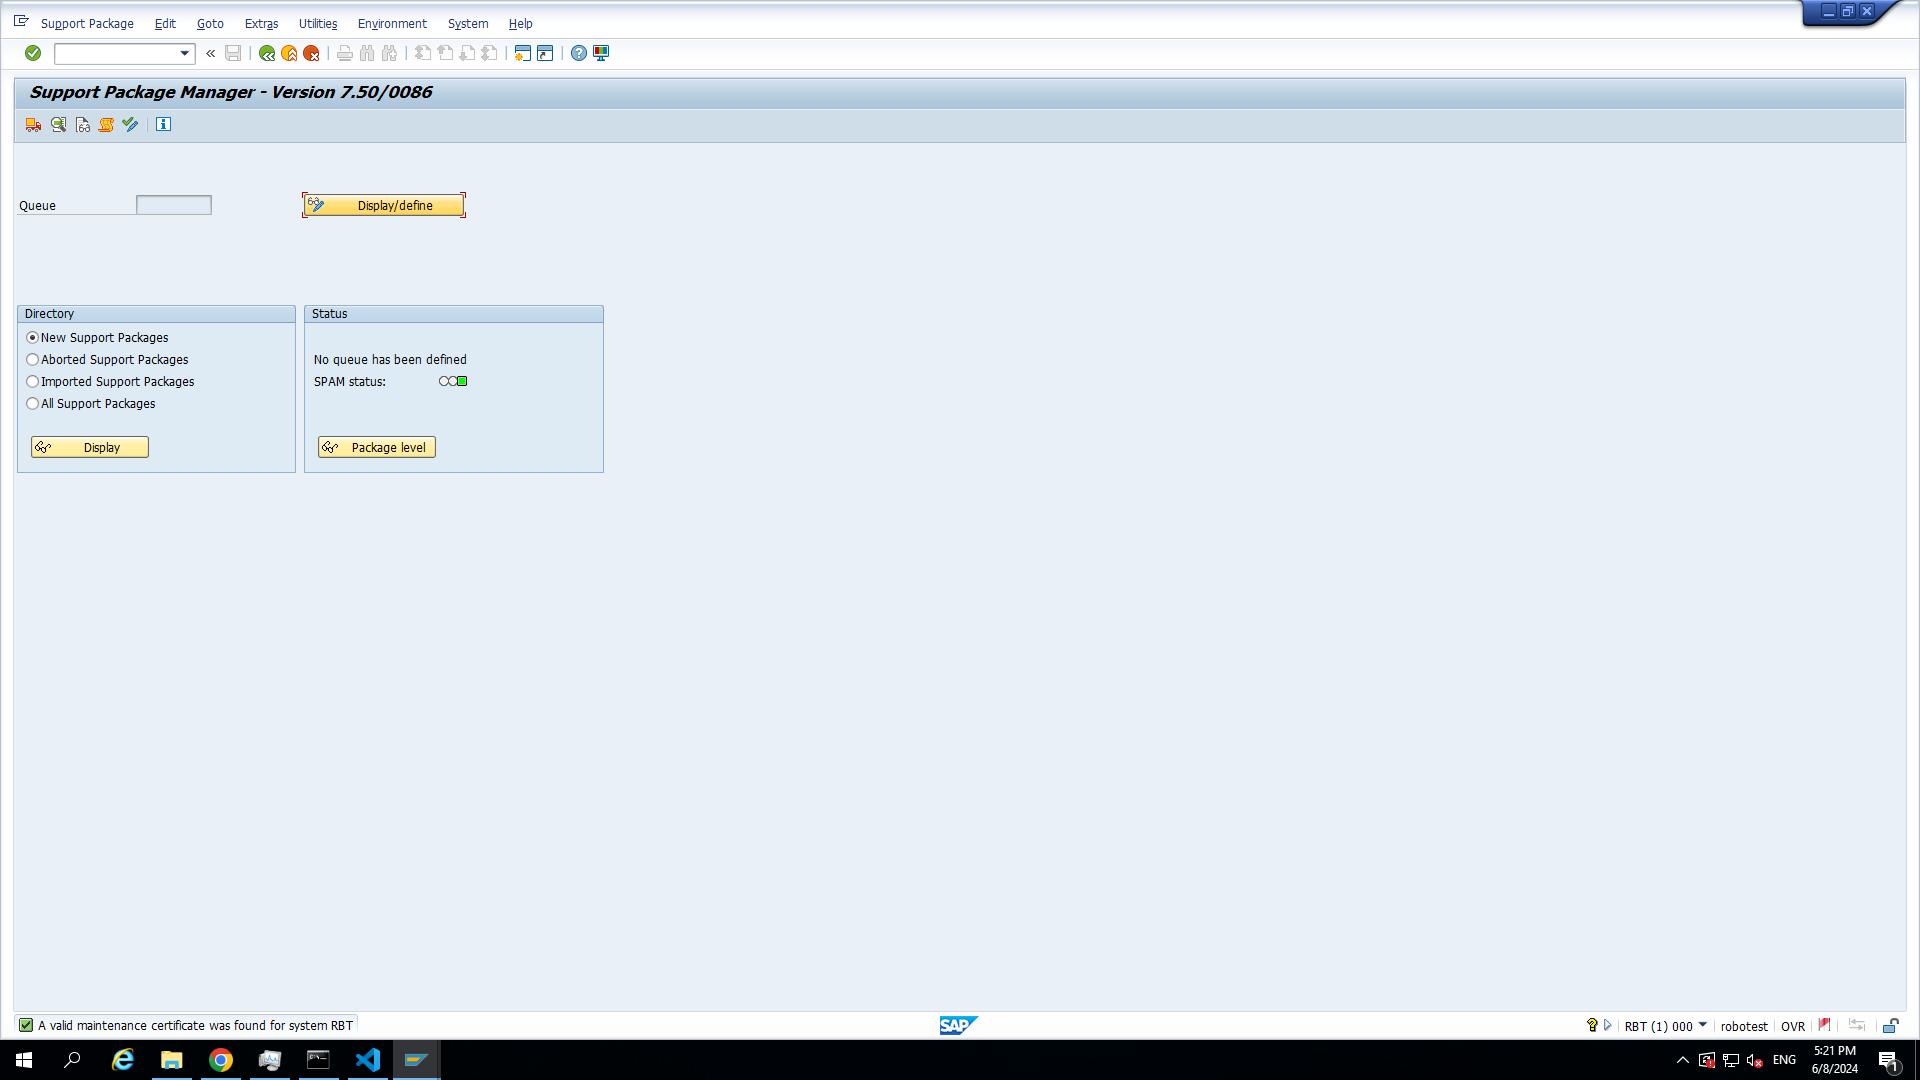 Support Package Edit Goto Extras Utilities Environment System Help
Support Package Manager - Version 7.50/0086
Queue
Display/define
Directory
New Support Packages
Aborted Support Packages
Imported Support Packages
All Support Packages
Display
Status
No queue has been defined
SPAM status:
Package level
A valid maintenance certificate was found for system RBT
SAP
RBT (1) 000 robotest OVR
ENG
5:21 PM
6/8/2024
1